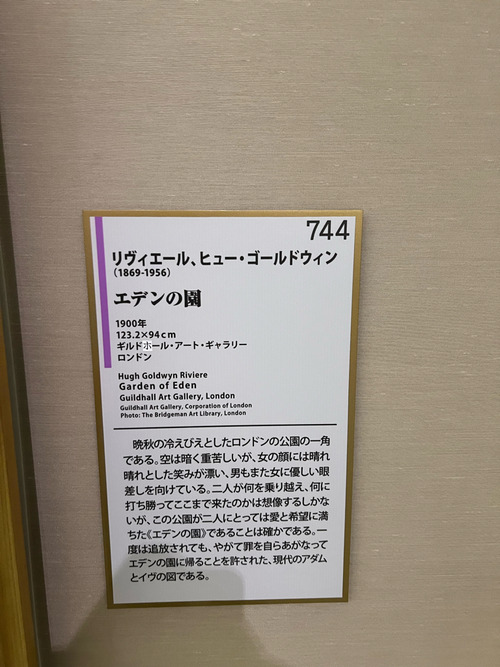 744
リヴィエール、ヒュー・ゴールドウィン
(1869-1956)
エデンの園
1900年
123.2×94cm
ギルドホール・アート・ギャラリー
ロンドン
Hugh Goldwyn Riviere
Garden of Eden
Guildhall Art Gallery, London
Guildhall Art Gallery, Corporation of London
Photo: The Bridgeman Art Library, London
晩秋の冷えびえとしたロンドンの公園の一角
である。空は暗く重苦しいが、女の顔には晴れ
晴れとした笑みが漂い、男もまた女に優しい眼
差しを向けている。二人が何を乗り越え、何に
打ち勝ってここまで来たのかは想像するしかな
いが、この公園が二人にとっては愛と希望に満
ちた《エデンの園》であることは確かである。一
度は追放されても、やがて罪を自らあがなって
エデンの園に帰ることを許された、現代のアダム
とイヴの図である。